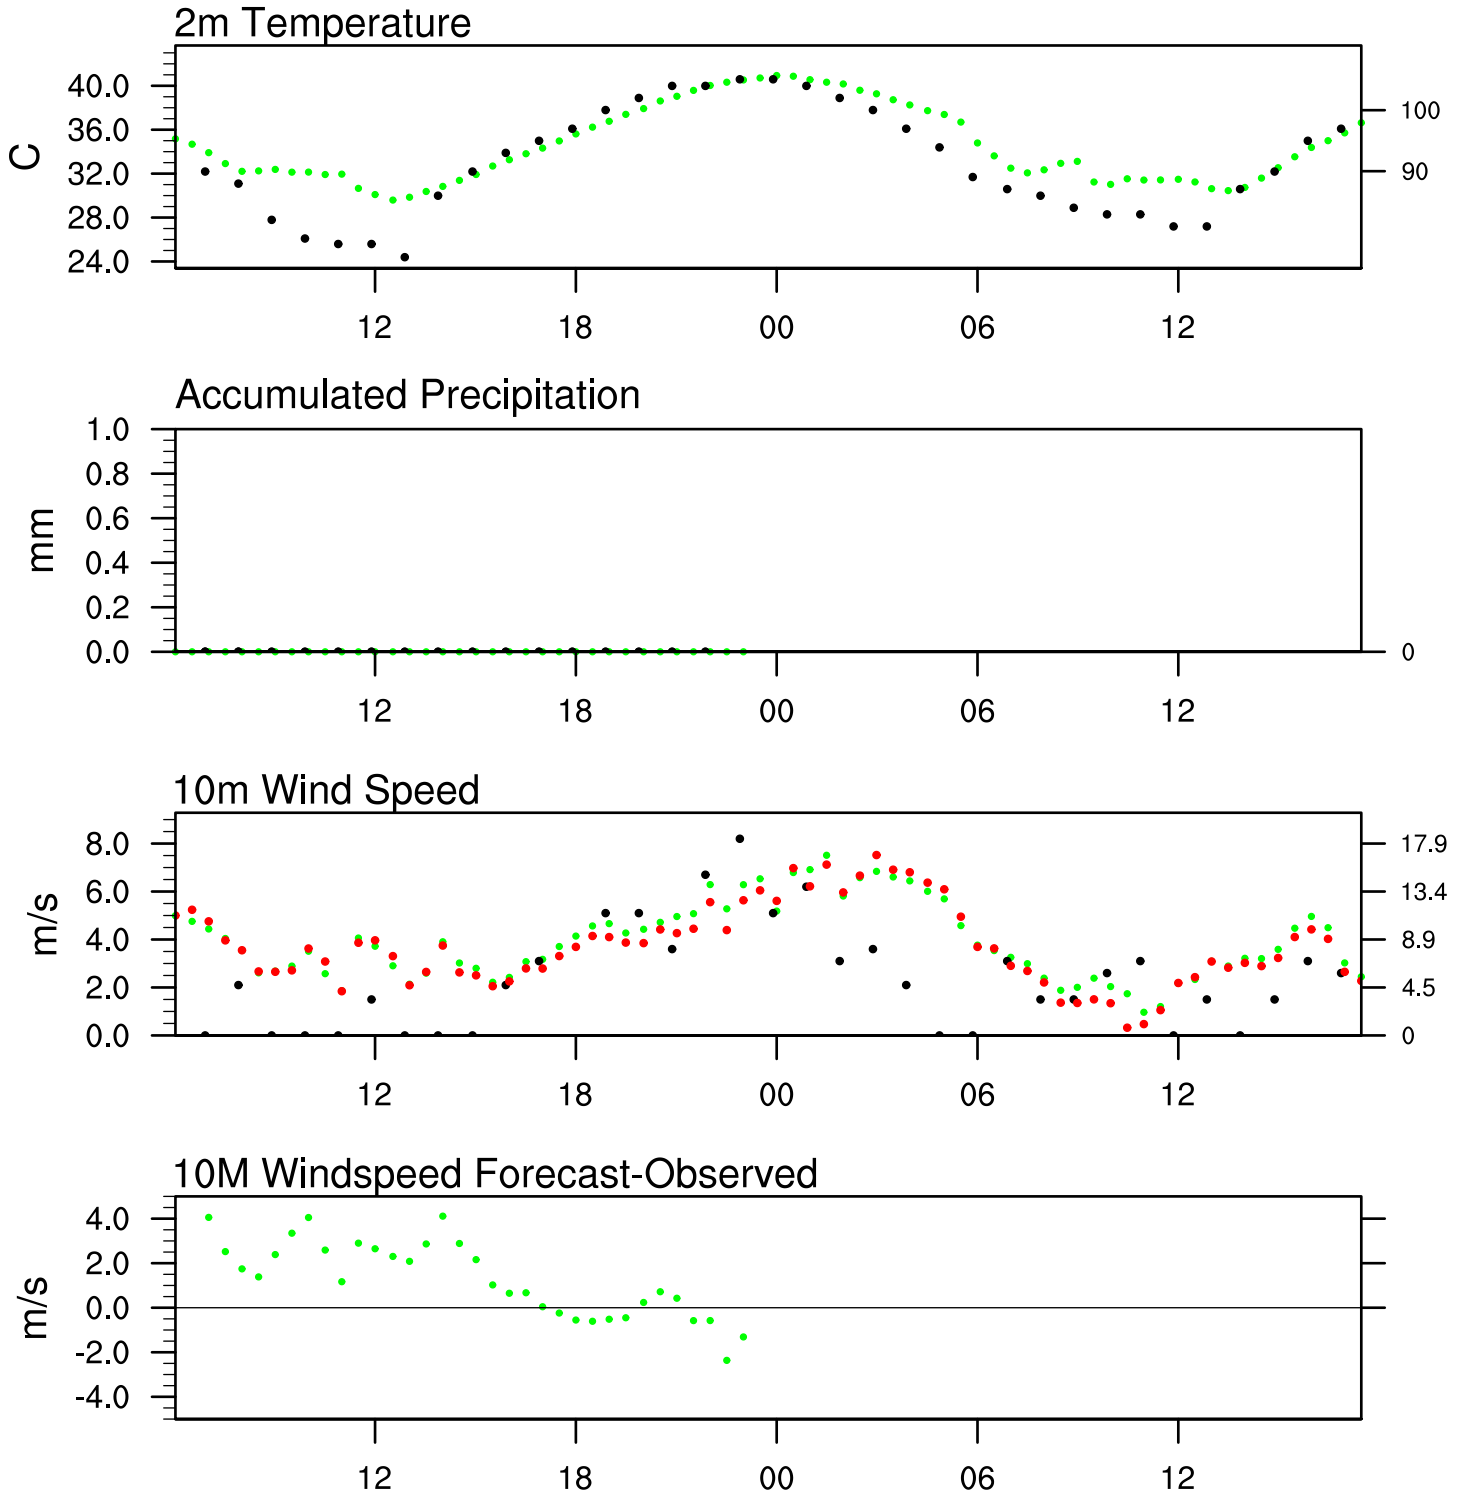 2m Temperature
40.0
36.0
32.0
28.0
24.0
C
100
90
12 18 00 06 12
Accumulated Precipitation
1.0
0.8
0.6
0.4
0.2
0.0
mm
0
12 18 00 06 12
10m Wind Speed
8.0
6.0
4.0
2.0
0.0
m/s
17.9
13.4
8.9
4.5
0
12 18 00 06 12
10M Windspeed Forecast-Observed
4.0
2.0
0.0
-2.0
-4.0
m/s
12 18 00 06 12